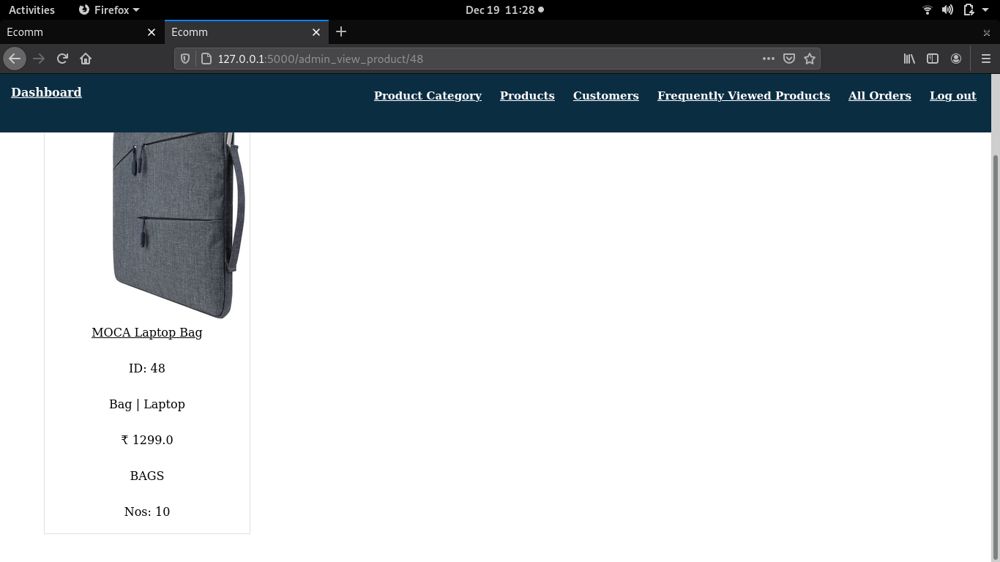 Activities Firefox Dec 19 11:28
Ecomm Ecomm
127.0.0.1:5000/admin_view_product/48
Dashboard Product Category Products Customers Frequently Viewed Products All Orders Log out
MOCA Laptop Bag
ID: 48
Bag | Laptop
₹ 1299.0
BAGS
Nos: 10